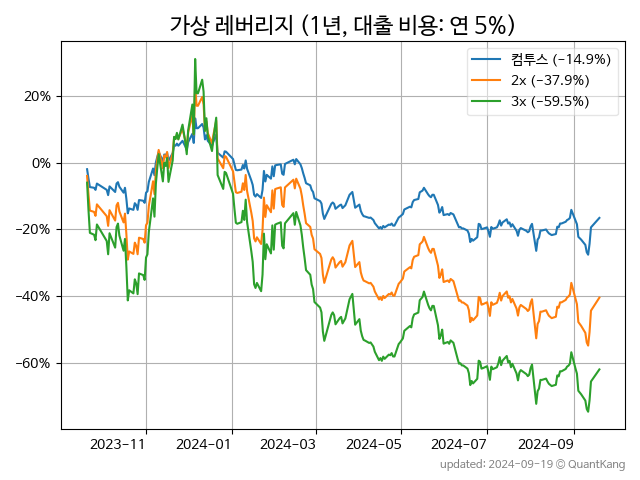 가상 레버리지 (1년, 대출 비용: 연 5%)
컴투스 (-14.9%)
2x (-37.9%)
3x (-59.5%)
20%
0%
-20%
-40%
-60%
2023-11 2024-01 2024-03 2024-05 2024-07 2024-09
updated: 2024-09-19 © QuantKang